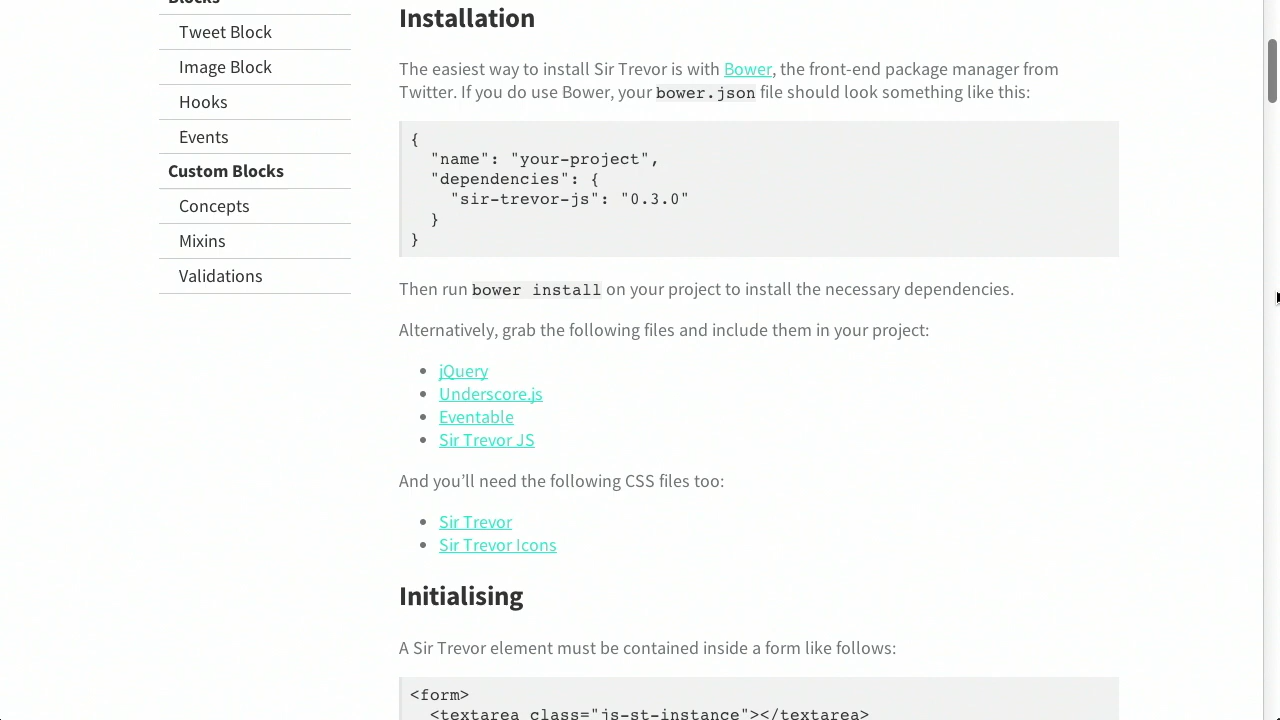 Blocks
Tweet Block
Image Block
Hooks
Events
Custom Blocks
Concepts
Mixins
Validations
Installation
The easiest way to install Sir Trevor is with Bower, the front-end package manager from
Twitter. If you do use Bower, your bower.json file should look something like this:
{
  "name": "your-project",
  "dependencies": {
    "sir-trevor-js": "0.3.0"
  }
}
Then run bower install on your project to install the necessary dependencies.
Alternatively, grab the following files and include them in your project:
• jQuery
• Underscore.js
• Eventable
• Sir Trevor JS
And you’ll need the following CSS files too:
• Sir Trevor
• Sir Trevor Icons
Initialising
A Sir Trevor element must be contained inside a form like follows:
<form>
  <textarea class="js-st-instance"></textarea>